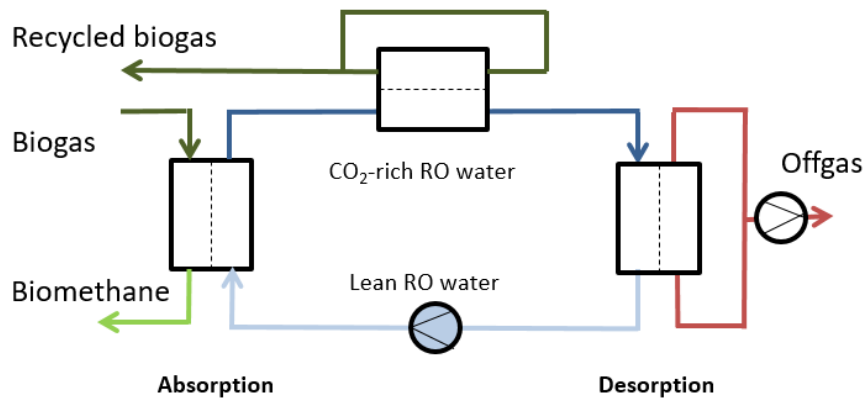 Recycled biogas
Biogas
CO₂-rich RO water
Offgas
Lean RO water
Biomethane
Absorption
Desorption